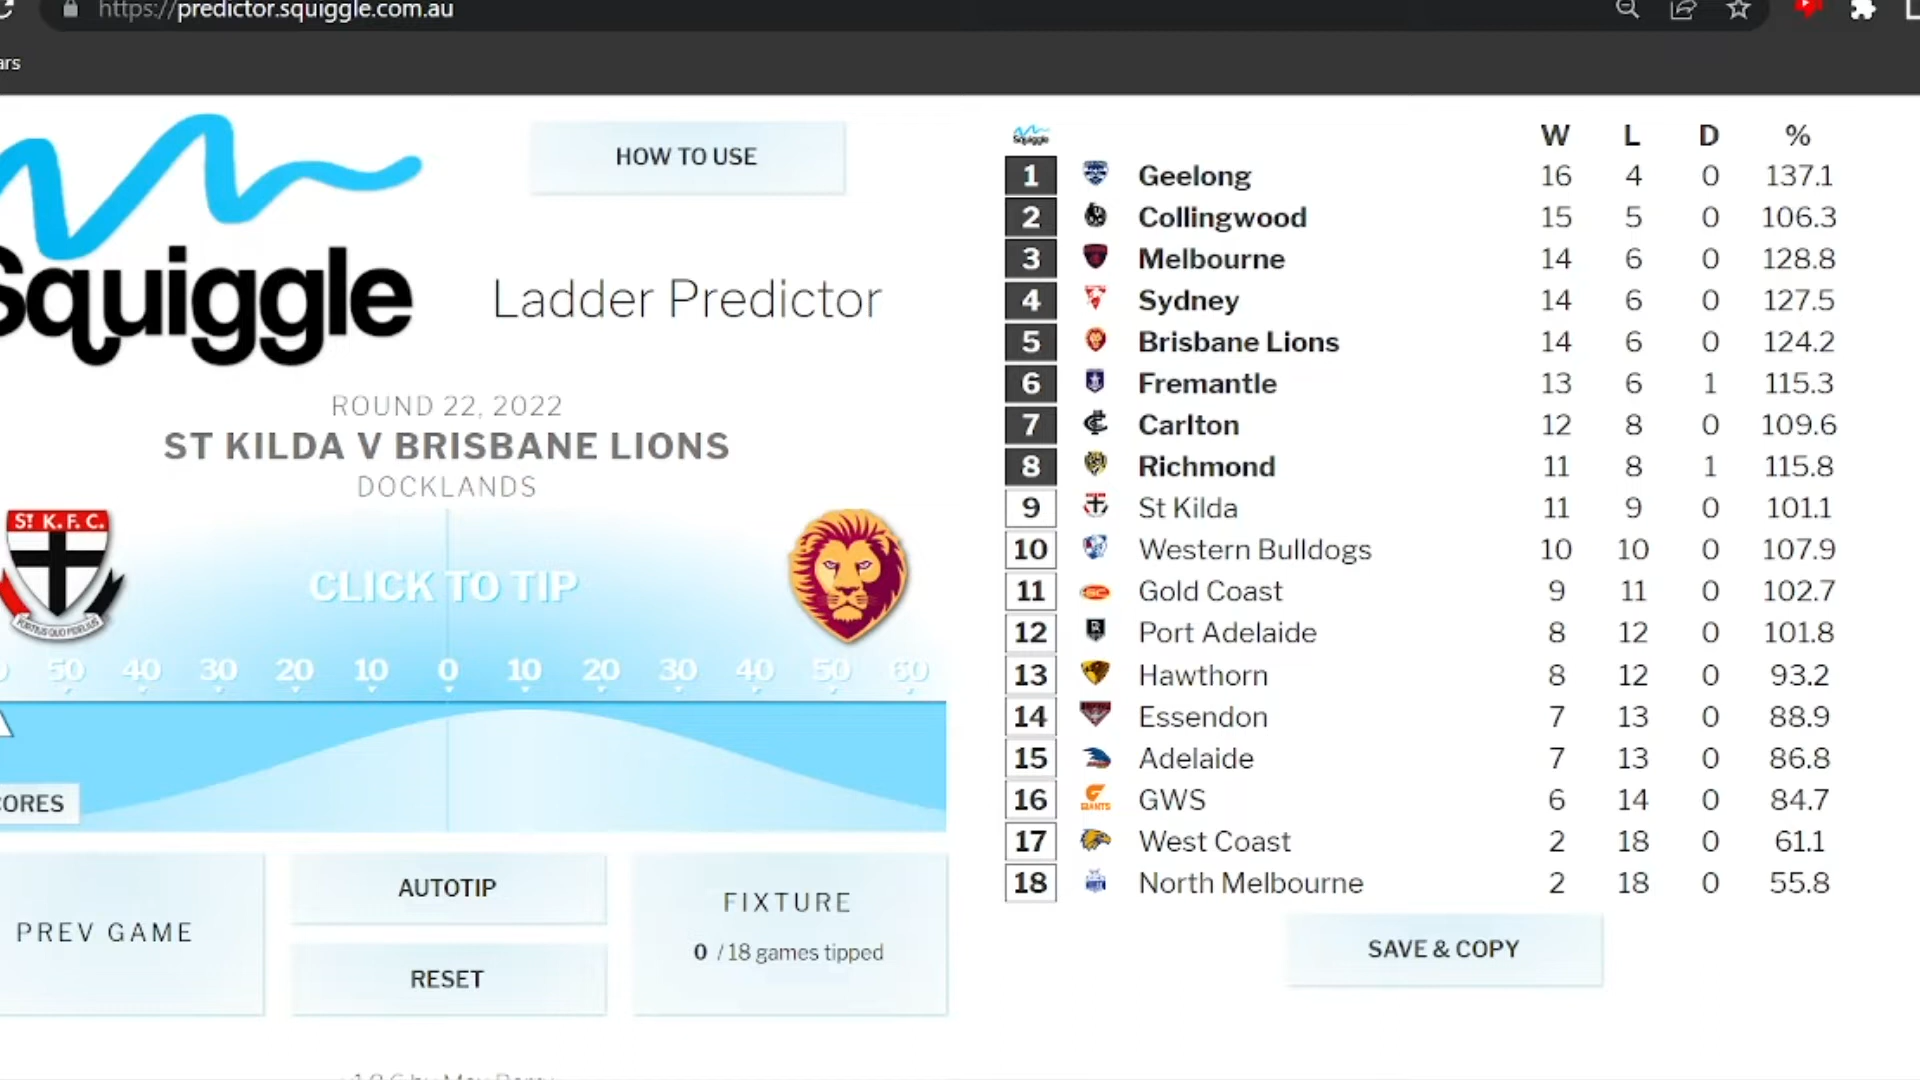 https://predictor.squiggle.com.au
ars
HOW TO USE
Squiggle
Ladder Predictor
ROUND 22, 2022
ST KILDA V BRISBANE LIONS
DOCKLANDS
ST K.F.C.
FORTIUS QUO FIDELIUS
CLICK TO TIP
50 40 30 20 10 0 10 20 30 40 50 60
ORES
PREV GAME
AUTOTIP
RESET
FIXTURE
0 / 18 games tipped
Squiggle W L D %
1 Geelong 16 4 0 137.1
2 Collingwood 15 5 0 106.3
3 Melbourne 14 6 0 128.8
4 Sydney 14 6 0 127.5
5 Brisbane Lions 14 6 0 124.2
6 Fremantle 13 6 1 115.3
7 Carlton 12 8 0 109.6
8 Richmond 11 8 1 115.8
9 St Kilda 11 9 0 101.1
10 Western Bulldogs 10 10 0 107.9
11 Gold Coast 9 11 0 102.7
12 Port Adelaide 8 12 0 101.8
13 Hawthorn 8 12 0 93.2
14 Essendon 7 13 0 88.9
15 Adelaide 7 13 0 86.8
16 GIANTS GWS 6 14 0 84.7
17 West Coast 2 18 0 61.1
18 North Melbourne 2 18 0 55.8
SAVE & COPY